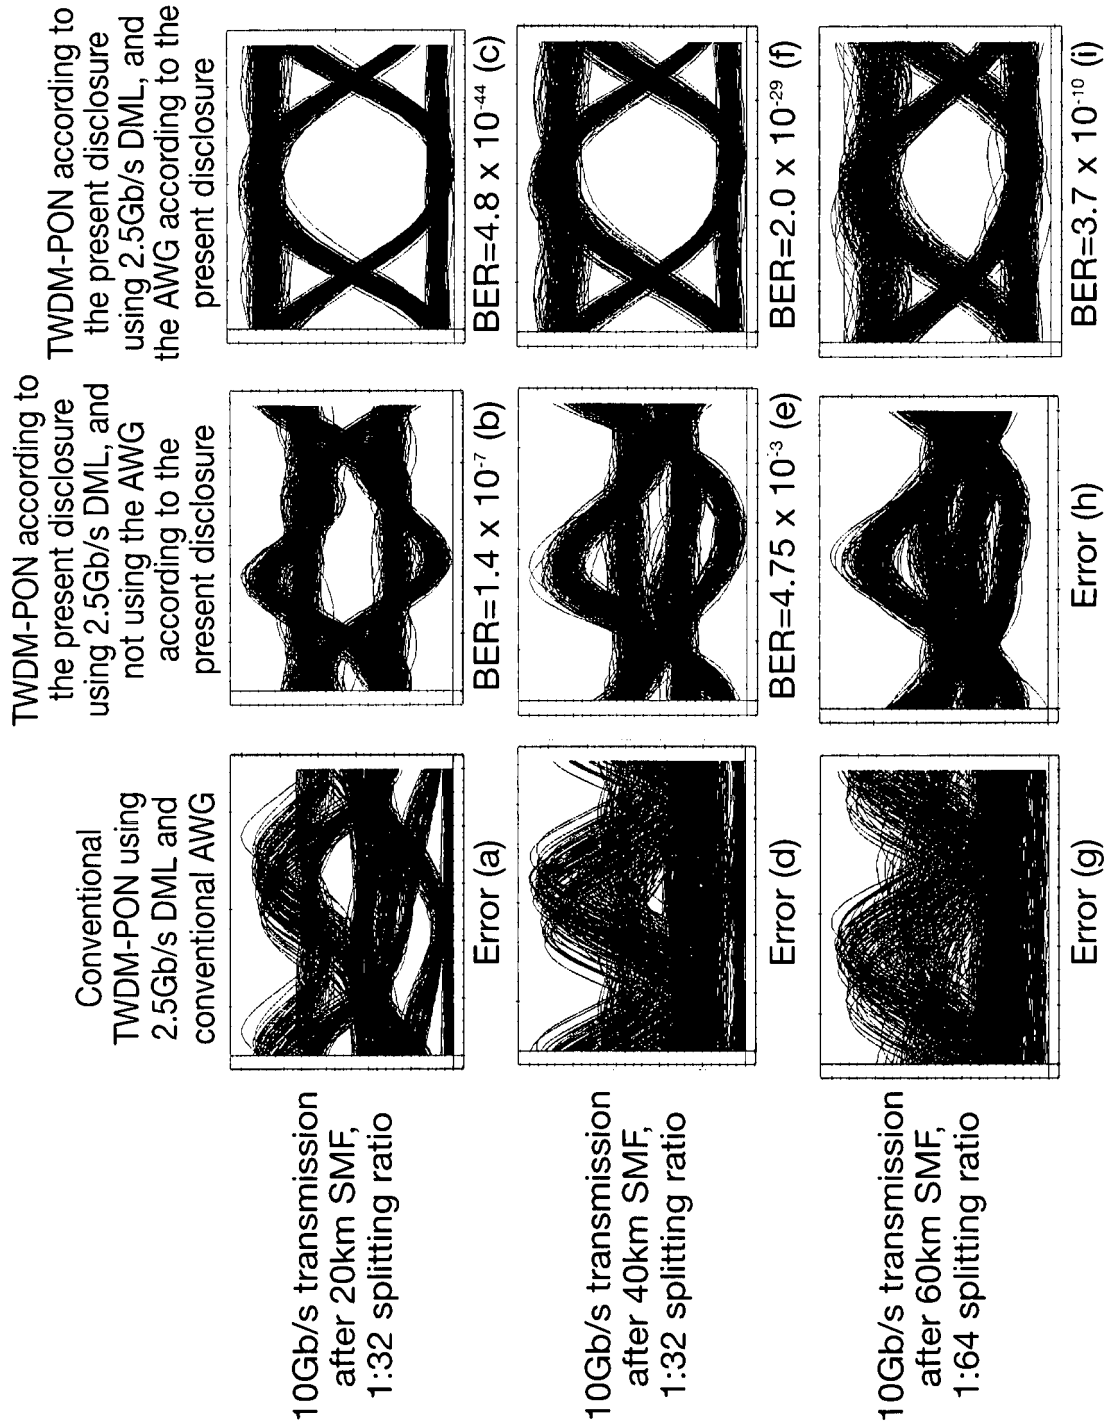 Conventional
TWDM-PON using
2.5Gb/s DML and
conventional AWG
TWDM-PON according to
the present disclosure
using 2.5Gb/s DML, and
not using the AWG
according to the
present disclosure
TWDM-PON according to
the present disclosure
using 2.5Gb/s DML, and
the AWG according to the
present disclosure
10Gb/s transmission
after 20km SMF,
1:32 splitting ratio
Error (a)
BER=1.4 x 10⁻⁷ (b)
BER=4.8 x 10⁻⁴⁴ (c)
10Gb/s transmission
after 40km SMF,
1:32 splitting ratio
Error (d)
BER=4.75 x 10⁻³ (e)
BER=2.0 x 10⁻²⁹ (f)
10Gb/s transmission
after 60km SMF,
1:64 splitting ratio
Error (g)
Error (h)
BER=3.7 x 10⁻¹⁰ (i)